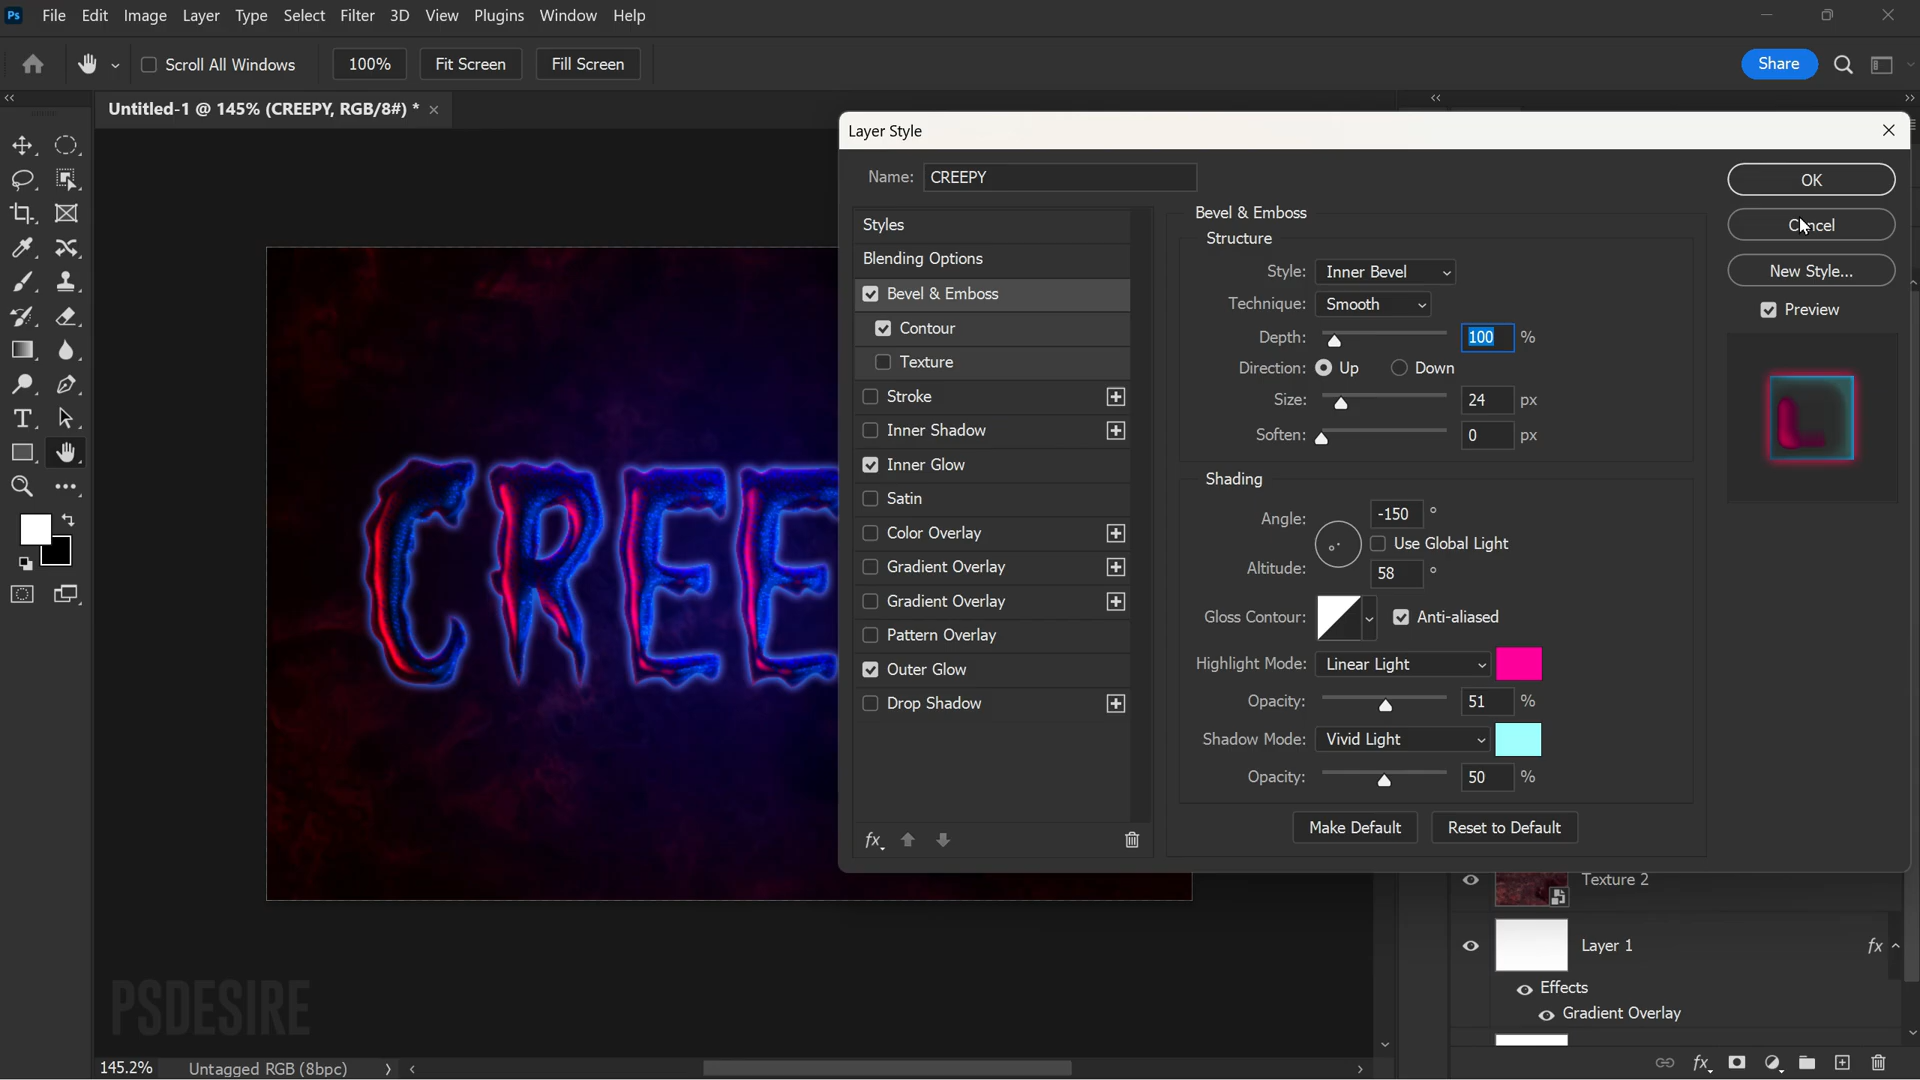 Ps File Edit Image Layer Type Select Filter 3D View Plugins Window Help
Scroll All Windows 100% Fit Screen Fill Screen Share
Untitled-1 @ 145% (CREEPY, RGB/8#) *
Layer Style
Name: CREEPY
OK
Cancel
New Style...
Preview
Styles
Blending Options
Bevel & Emboss
Contour
Texture
Stroke
Inner Shadow
Inner Glow
Satin
Color Overlay
Gradient Overlay
Gradient Overlay
Pattern Overlay
Outer Glow
Drop Shadow
fx
Bevel & Emboss
Structure
Style: Inner Bevel
Technique: Smooth
Depth: 100 %
Direction: Up Down
Size: 24 px
Soften: 0 px
Shading
Angle: -150 °
Use Global Light
Altitude: 58 °
Gloss Contour: Anti-aliased
Highlight Mode: Linear Light
Opacity: 51 %
Shadow Mode: Vivid Light
Opacity: 50 %
Make Default Reset to Default
CREE
Texture 2
Layer 1 fx
Effects
Gradient Overlay
fx
PSDESIRE
145.2% Untagged RGB (8bpc)